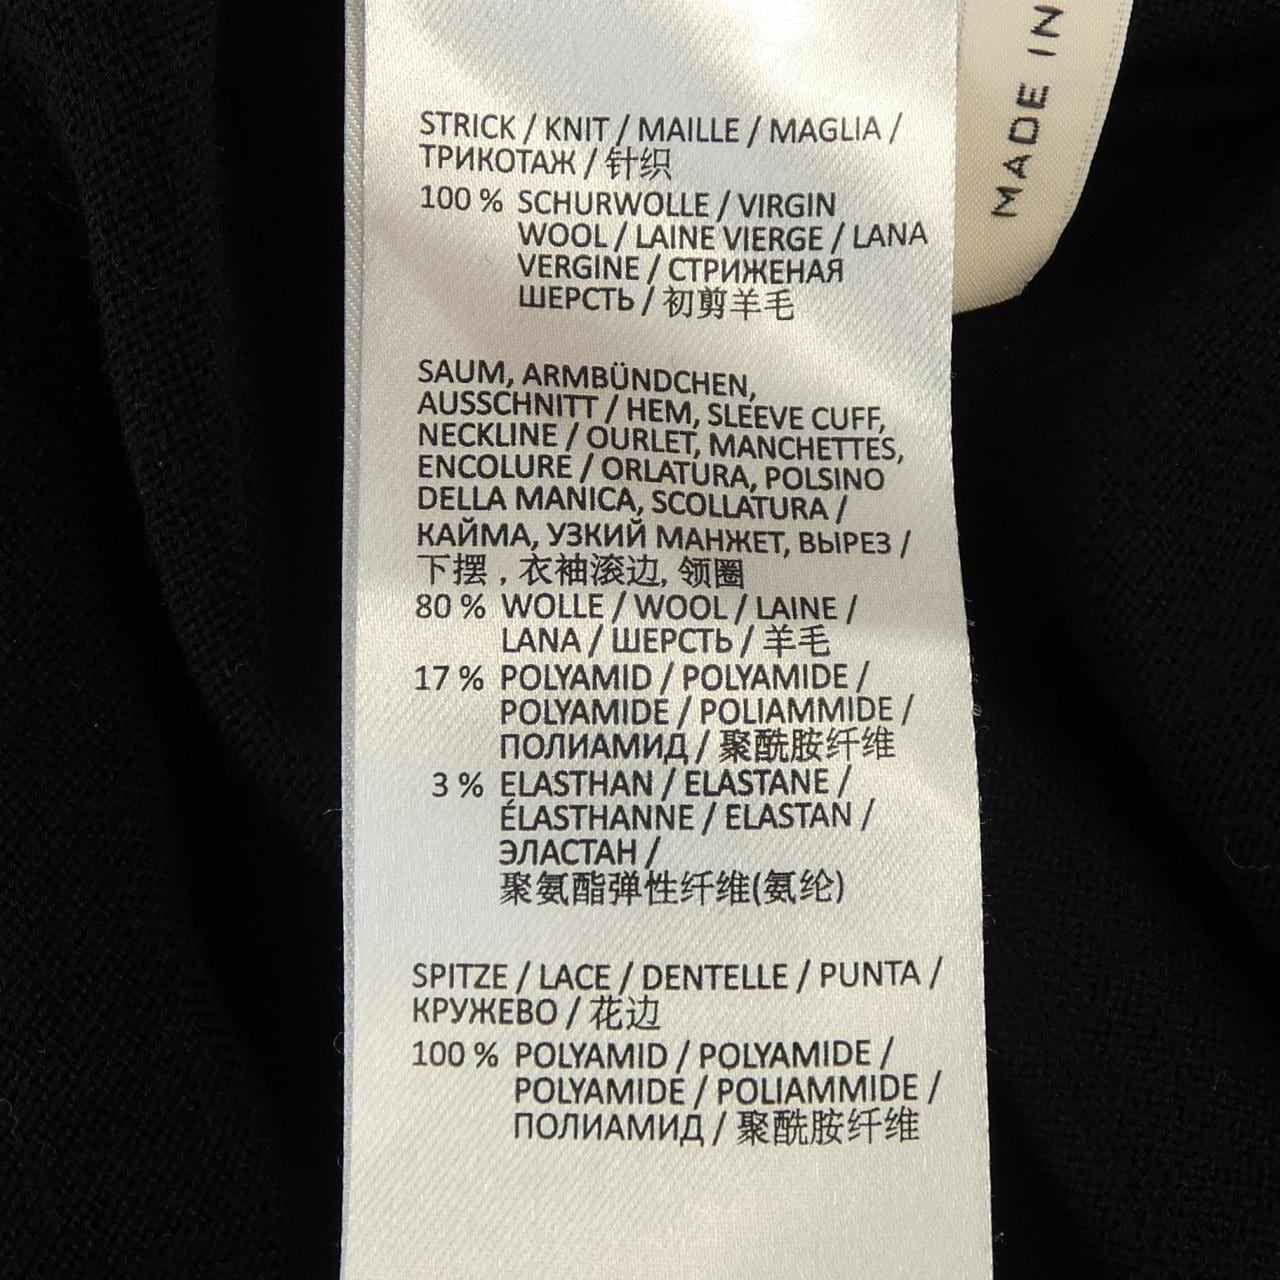 STRICK / KNIT / MAILLE / MAGLIA /
ТРИКОТАЖ / 针织
100 % SCHURWOLLE / VIRGIN
WOOL / LAINE VIERGE / LANA
VERGINE / СТРИЖЕНАЯ
ШЕРСТЬ / 初剪羊毛
SAUM, ARMBÜNDCHEN,
AUSSCHNITT / HEM, SLEEVE CUFF,
NECKLINE / OURLET, MANCHETTES,
ENCOLURE / ORLATURA, POLSINO
DELLA MANICA, SCOLLATURA /
КАЙМА, УЗКИЙ МАНЖЕТ, ВЫРЕЗ /
下摆 , 衣袖滚边, 领圈
80 % WOLLE / WOOL / LAINE /
LANA / ШЕРСТЬ / 羊毛
17 % POLYAMID / POLYAMIDE /
POLYAMIDE / POLIAMMIDE /
ПОЛИАМИД / 聚酰胺纤维
3 % ELASTHAN / ELASTANE /
ÉLASTHANNE / ELASTAN /
ЭЛАСТАН /
聚氨酯弹性纤维(氨纶)
SPITZE / LACE / DENTELLE / PUNTA /
КРУЖЕВО / 花边
100 % POLYAMID / POLYAMIDE /
POLYAMIDE / POLIAMMIDE /
ПОЛИАМИД / 聚酰胺纤维
MADE IN